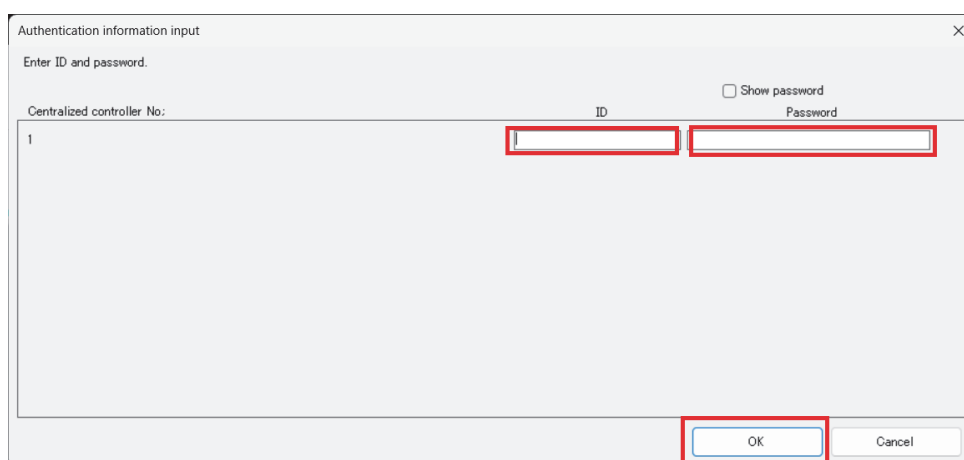 Authentication information input
Enter ID and password.
Show password
Centralized controller No.: ID Password
1
OK Cancel